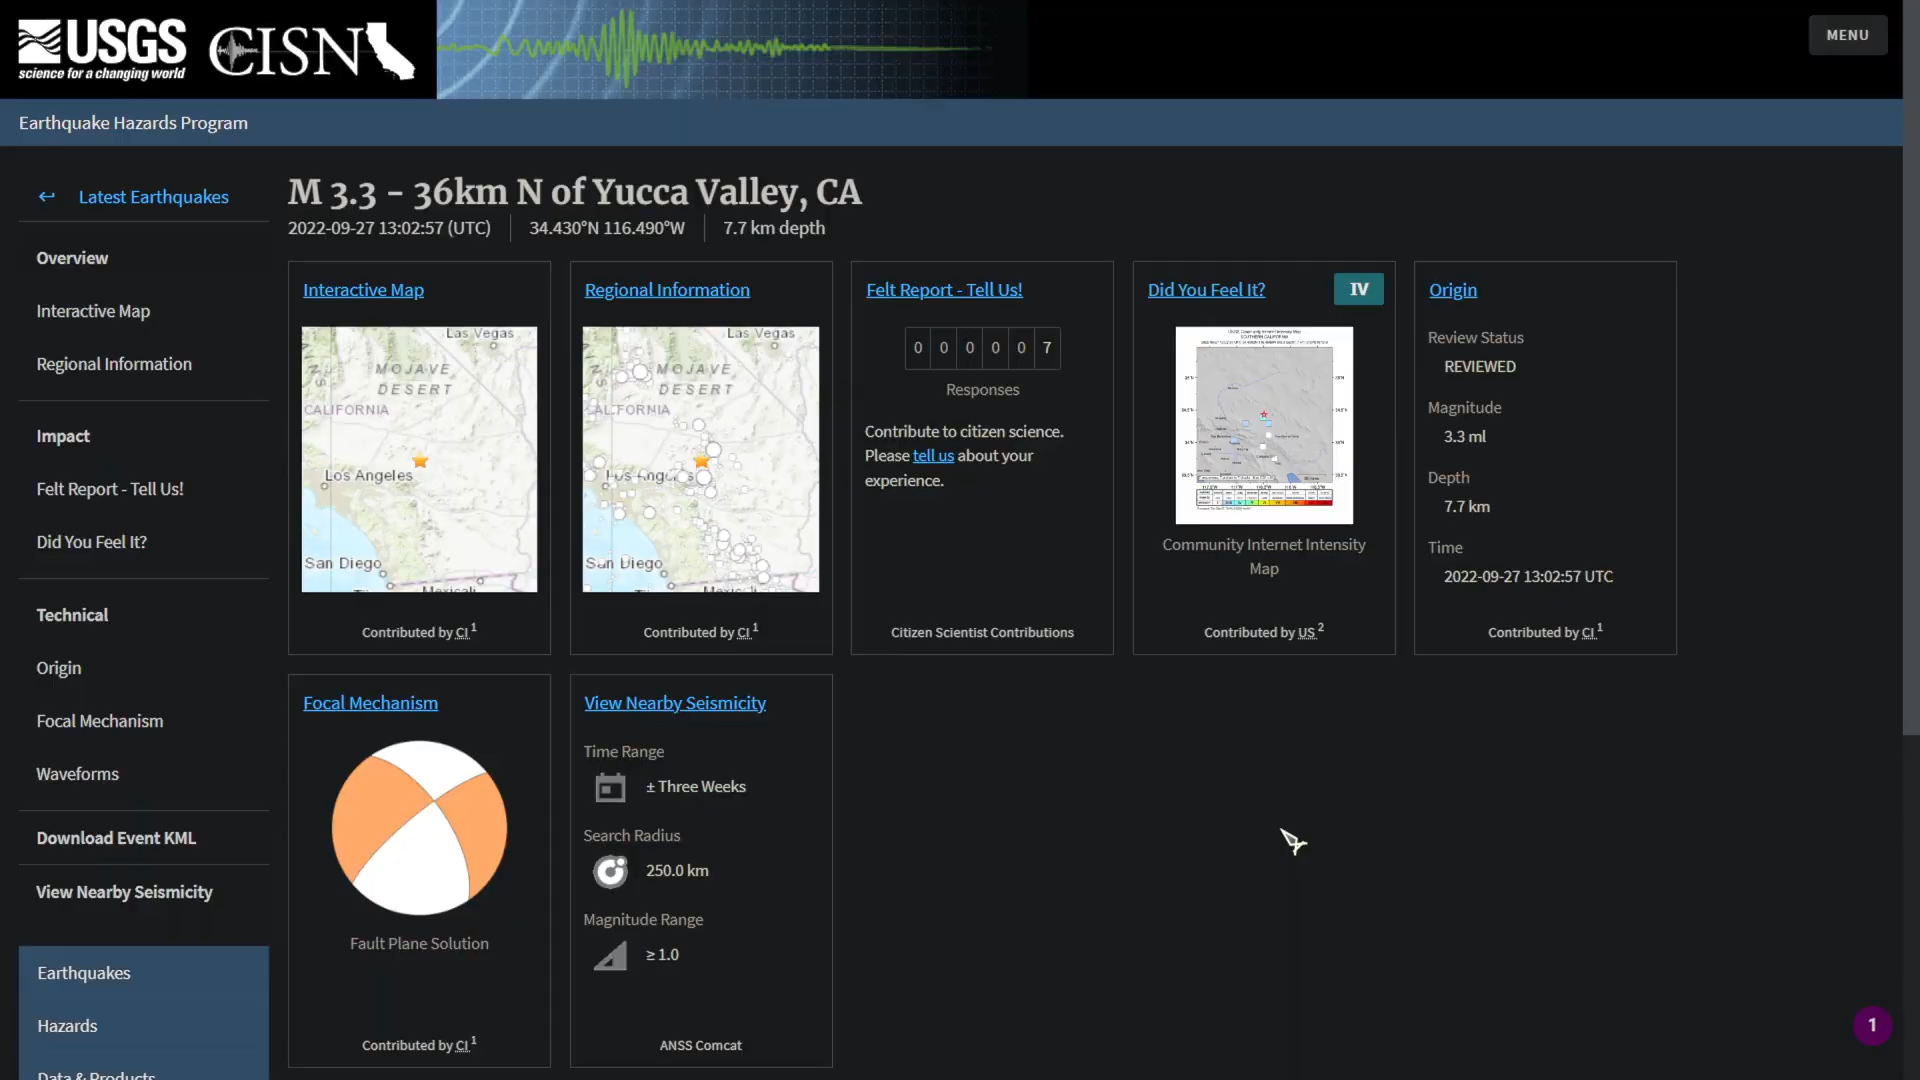 USGS
science for a changing world
CISN
MENU
Earthquake Hazards Program
Latest Earthquakes
Overview
Interactive Map
Regional Information
Impact
Felt Report - Tell Us!
Did You Feel It?
Technical
Origin
Focal Mechanism
Waveforms
Download Event KML
View Nearby Seismicity
Earthquakes
Hazards
Data & Products
M 3.3 - 36km N of Yucca Valley, CA
2022-09-27 13:02:57 (UTC)
34.430°N 116.490°W
7.7 km depth
Interactive Map
Las Vegas
MOJAVE
DESERT
CALIFORNIA
Los Angeles
San Diego
Mexicali
Contributed by CI 1
Regional Information
Las Vegas
MOJAVE
DESERT
CALIFORNIA
Los Angeles
San Diego
Mexicali
Contributed by CI 1
Felt Report - Tell Us!
0 0 0 0 0 7
Responses
Contribute to citizen science.
Please tell us about your
experience.
Citizen Scientist Contributions
Did You Feel It?
IV
Community Internet Intensity
Map
Contributed by US 2
Origin
Review Status
REVIEWED
Magnitude
3.3 ml
Depth
7.7 km
Time
2022-09-27 13:02:57 UTC
Contributed by CI 1
Focal Mechanism
Fault Plane Solution
Contributed by CI 1
View Nearby Seismicity
Time Range
± Three Weeks
Search Radius
250.0 km
Magnitude Range
≥ 1.0
ANSS Comcat
1